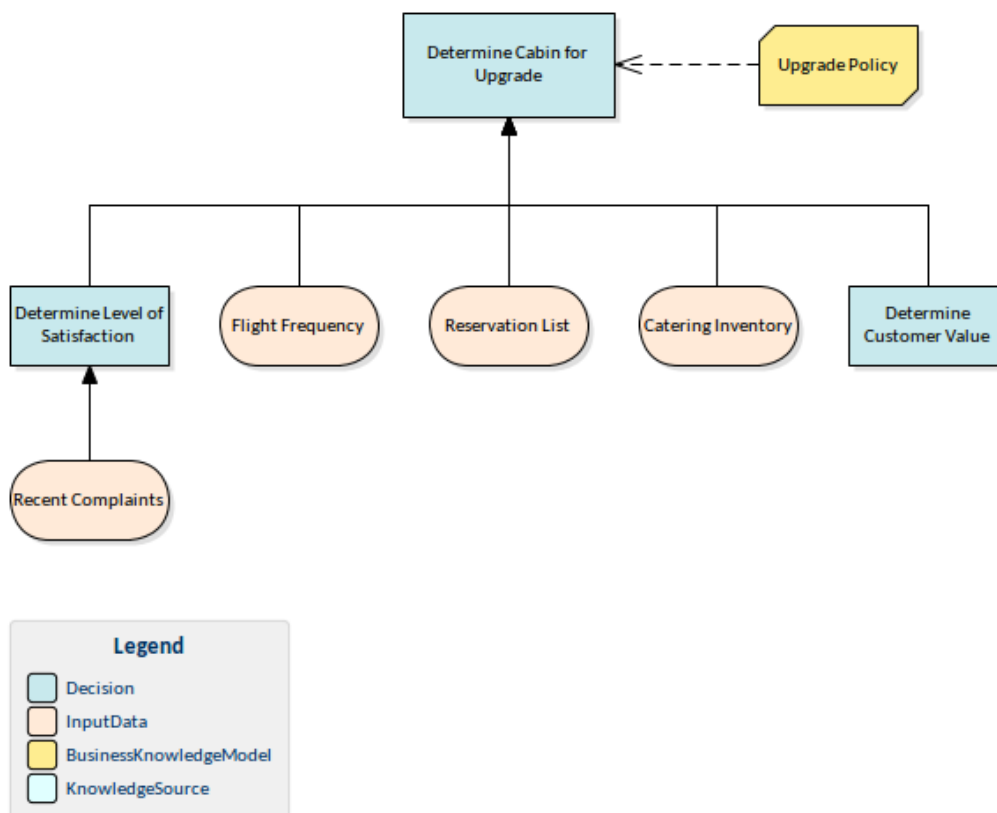 Determine Cabin for
Upgrade
Upgrade Policy
Determine Level of
Satisfaction
Flight Frequency
Reservation List
Catering Inventory
Determine
Customer Value
Recent Complaints
Legend
Decision
InputData
BusinessKnowledgeModel
KnowledgeSource